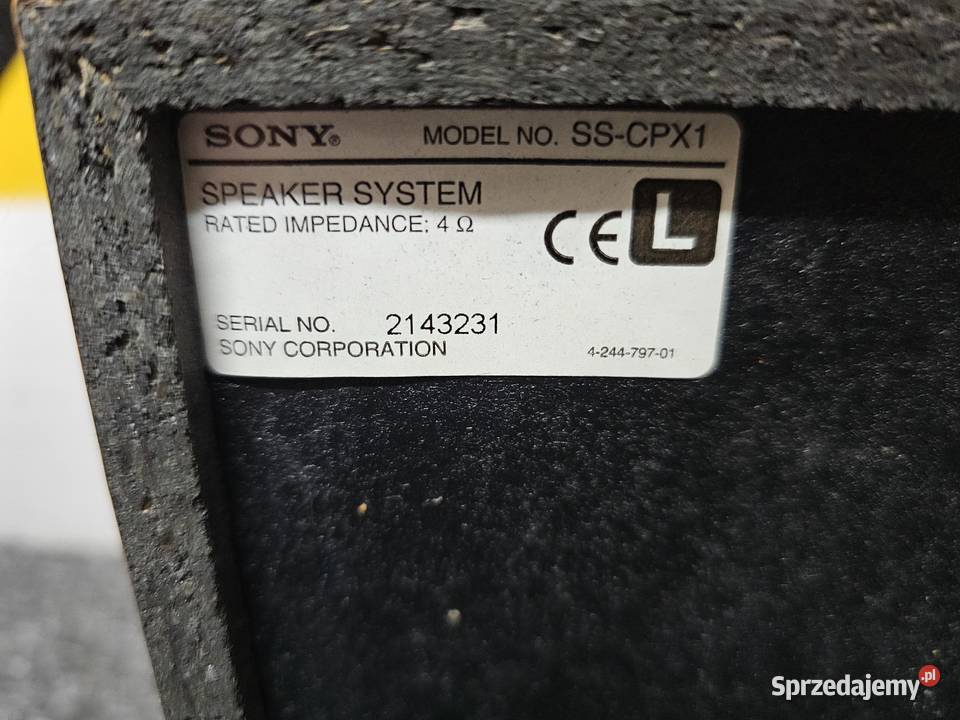 SONY® MODEL NO. SS-CPX1
SPEAKER SYSTEM
RATED IMPEDANCE: 4 Ω
CE L
SERIAL NO. 2143231
SONY CORPORATION 4-244-797-01
Sprzedajemy.pl